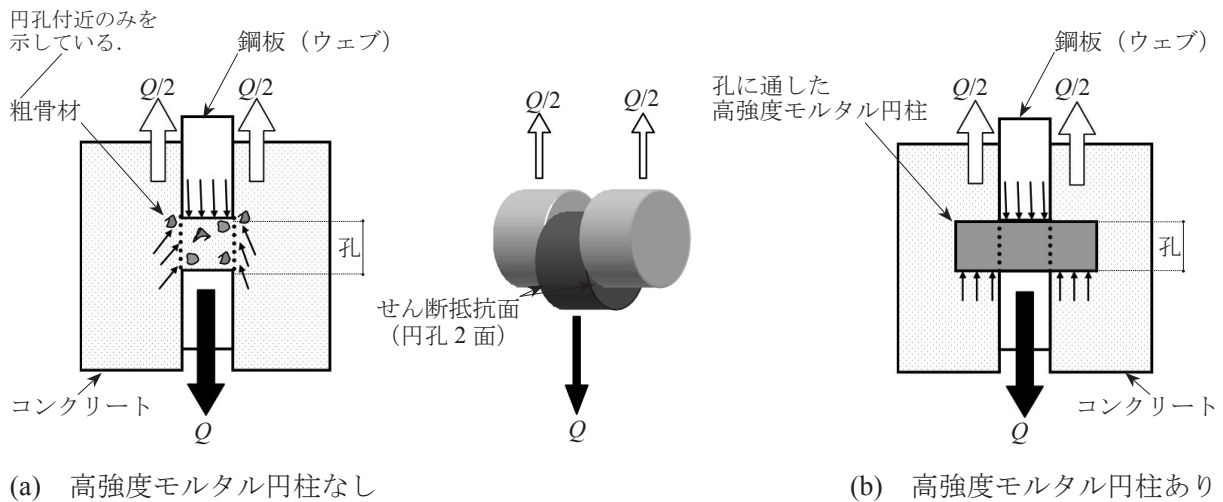 円孔付近のみを
示している.
粗骨材
Q/2
Q/2
鋼板（ウェブ）
孔
コンクリート
Q
(a) 高強度モルタル円柱なし
Q/2
Q/2
せん断抵抗面
（円孔 2 面）
Q
孔に通した
高強度モルタル円柱
Q/2
Q/2
鋼板（ウェブ）
孔
コンクリート
Q
(b) 高強度モルタル円柱あり